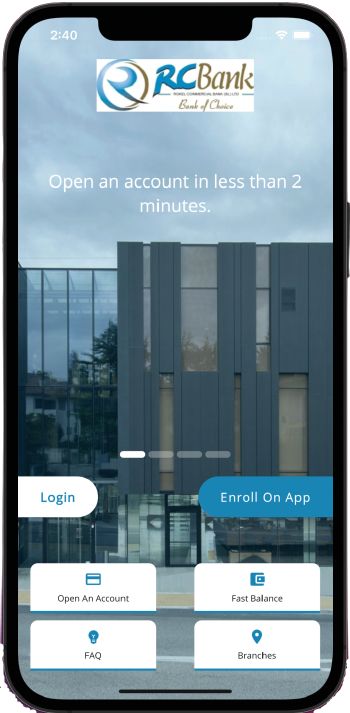 2:40
RCBank
ROKEL COMMERCIAL BANK (SL) LTD
Bank of Choice
Open an account in less than 2
minutes.
Login
Enroll On App
Open An Account
Fast Balance
FAQ
Branches